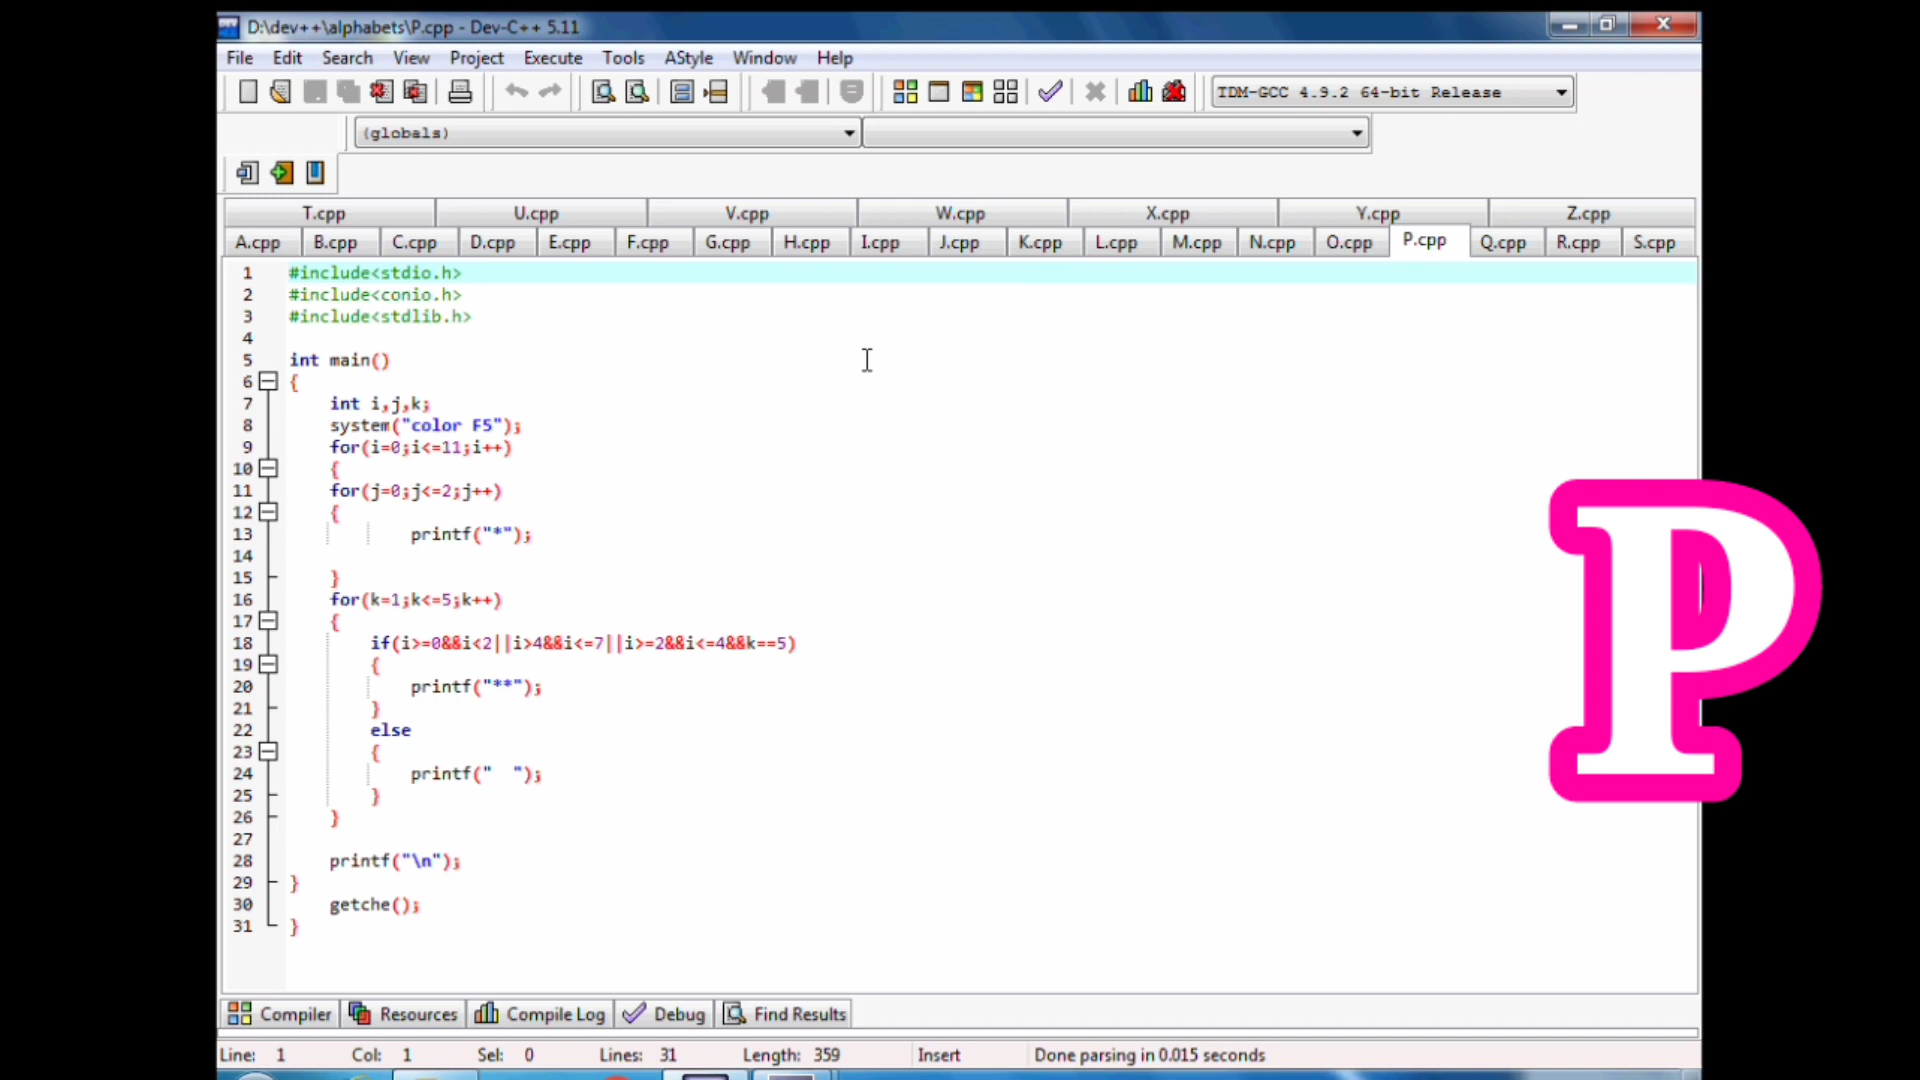 D:\dev++\alphabets\P.cpp - Dev-C++ 5.11
File Edit Search View Project Execute Tools AStyle Window Help
TDM-GCC 4.9.2 64-bit Release
(globals)
T.cpp U.cpp V.cpp W.cpp X.cpp Y.cpp Z.cpp
A.cpp B.cpp C.cpp D.cpp E.cpp F.cpp G.cpp H.cpp I.cpp J.cpp K.cpp L.cpp M.cpp N.cpp O.cpp P.cpp Q.cpp R.cpp S.cpp
1 #include<stdio.h>
2 #include<conio.h>
3 #include<stdlib.h>
4
5 int main()
6 {
7 int i,j,k;
8 system("color F5");
9 for(i=0;i<=11;i++)
10 {
11 for(j=0;j<=2;j++)
12 {
13 printf("*");
14
15 }
16 for(k=1;k<=5;k++)
17 {
18 if(i>=0&&i<2||i>4&&i<=7||i>=2&&i<=4&&k==5)
19 {
20 printf("**");
21 }
22 else
23 {
24 printf("  ");
25 }
26 }
27
28 printf("\n");
29 }
30 getche();
31 }
P
Compiler Resources Compile Log Debug Find Results
Line: 1 Col: 1 Sel: 0 Lines: 31 Length: 359 Insert Done parsing in 0.015 seconds